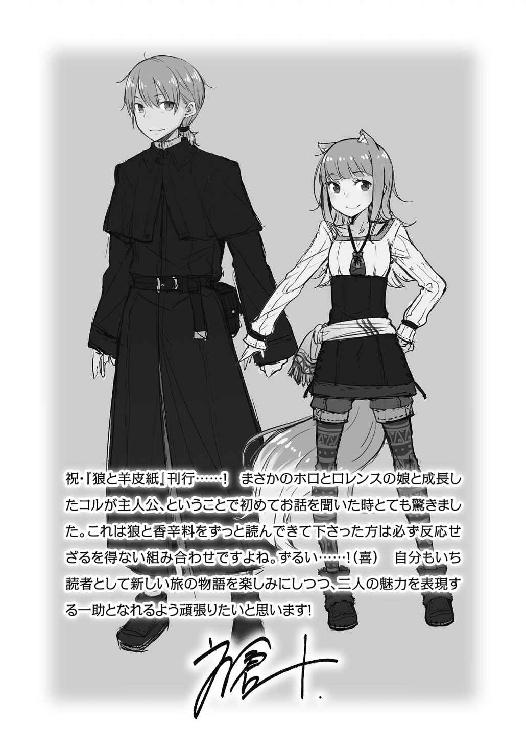 祝・『狼と羊皮紙』刊行……！　まさかのホロとロレンスの娘と成長し
たコルが主人公、ということで初めてお話を聞いた時とても驚きまし
た。これは狼と香辛料をずっと読んできて下さった方は必ず反応せ
ざるを得ない組み合わせですよね。ずるい……！（喜）　自分もいち
読者として新しい旅の物語を楽しみにしつつ、二人の魅力を表現す
る一助となれるよう頑張りたいと思います！